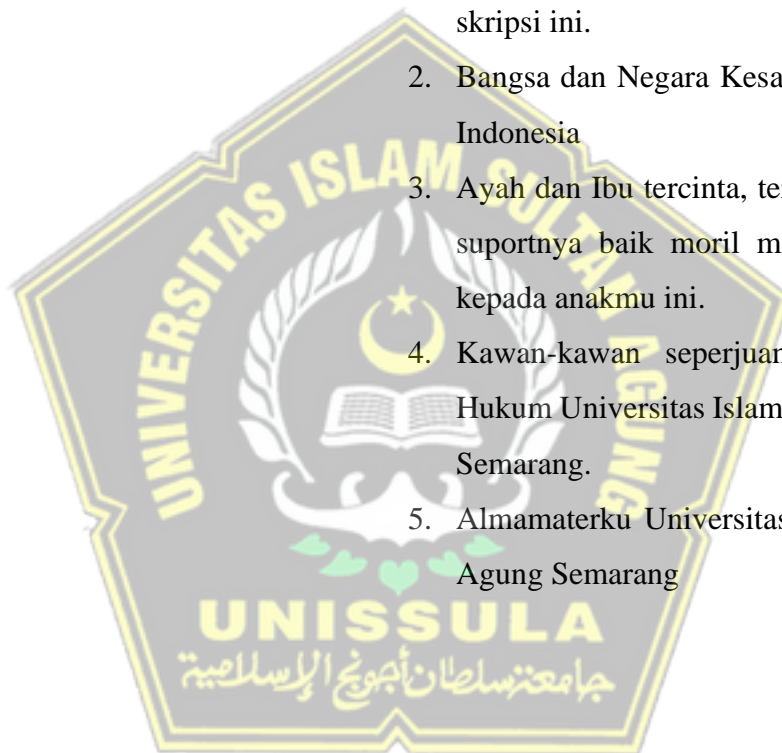 skripsi ini.
2. Bangsa dan Negara Kesa
Indonesia
3. Ayah dan Ibu tercinta, te
suportnya baik moril m
kepada anakmu ini.
4. Kawan-kawan seperjuan
Hukum Universitas Islam
Semarang.
5. Almamaterku Universitas
Agung Semarang
UNIVERSITAS ISLAM SULTAN AGUNG
UNISSULA
جامعة سلطان أجونج الإسلامية